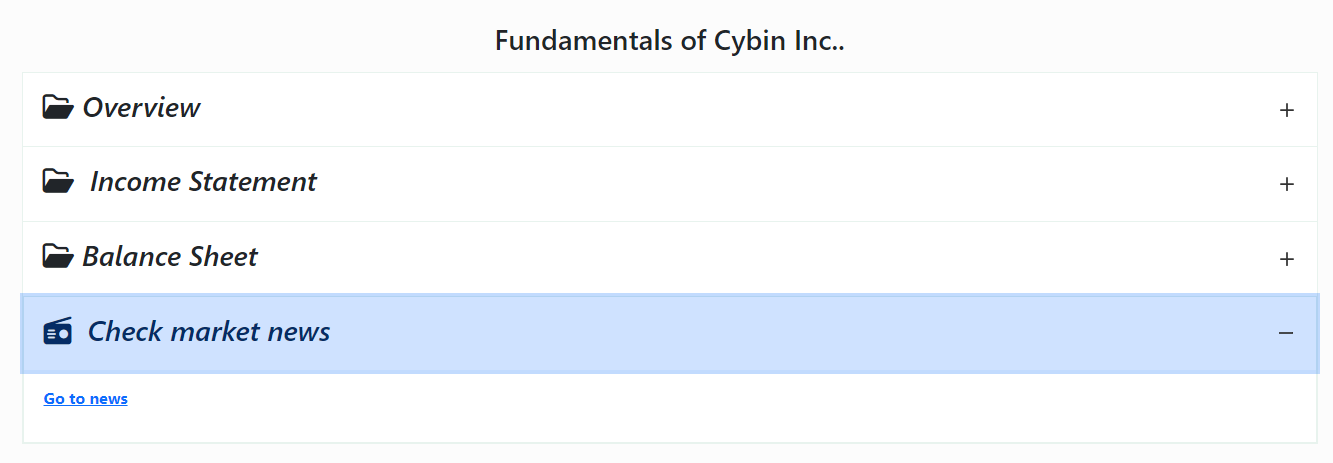 Fundamentals of Cybin Inc..
Overview
Income Statement
Balance Sheet
Check market news
Go to news